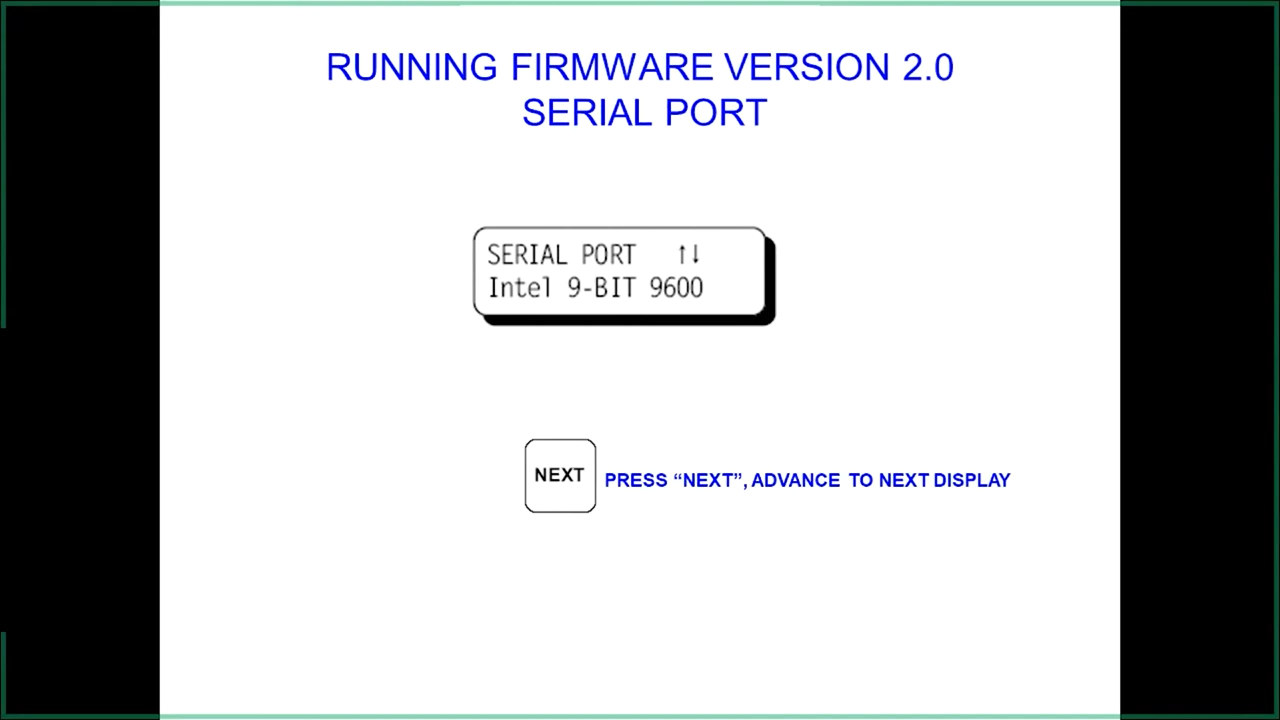 RUNNING FIRMWARE VERSION 2.0
SERIAL PORT
SERIAL PORT ↑↓
Intel 9-BIT 9600
NEXT
PRESS “NEXT”, ADVANCE TO NEXT DISPLAY